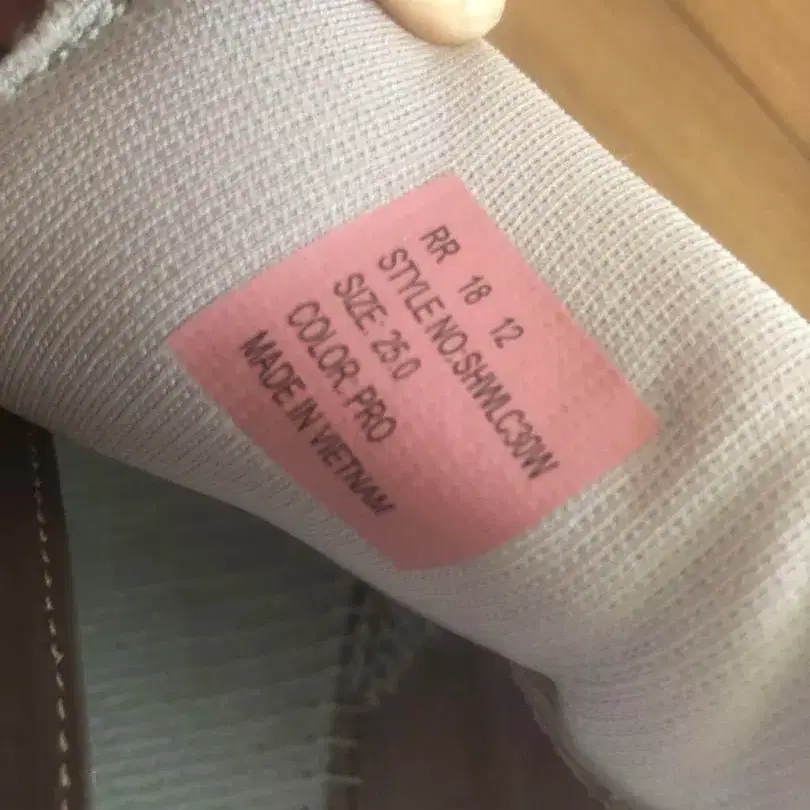 RR 18 12
STYLE NO:SHWLC30W
SIZE: 25.0
COLOR: PRO
MADE IN VIETNAM